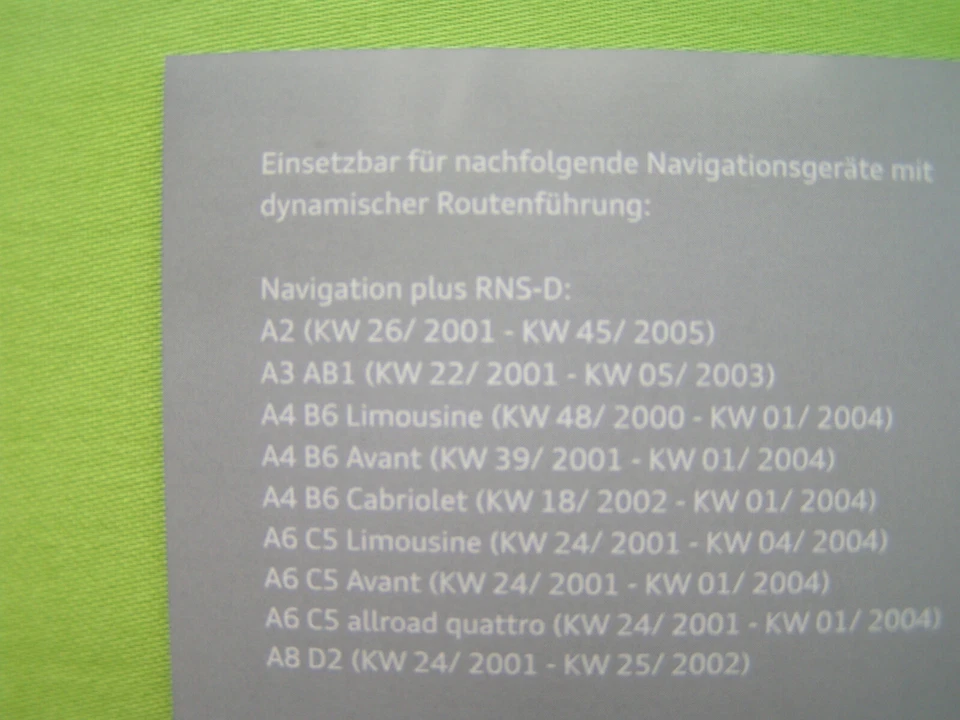 Einsetzbar für nachfolgende Navigationsgeräte mit
dynamischer Routenführung:
Navigation plus RNS-D:
A2 (KW 26/ 2001 - KW 45/ 2005)
A3 AB1 (KW 22/ 2001 - KW 05/ 2003)
A4 B6 Limousine (KW 48/ 2000 - KW 01/ 2004)
A4 B6 Avant (KW 39/ 2001 - KW 01/ 2004)
A4 B6 Cabriolet (KW 18/ 2002 - KW 01/ 2004)
A6 C5 Limousine (KW 24/ 2001 - KW 04/ 2004)
A6 C5 Avant (KW 24/ 2001 - KW 01/ 2004)
A6 C5 allroad quattro (KW 24/ 2001 - KW 01/ 2004)
A8 D2 (KW 24/ 2001 - KW 25/ 2002)